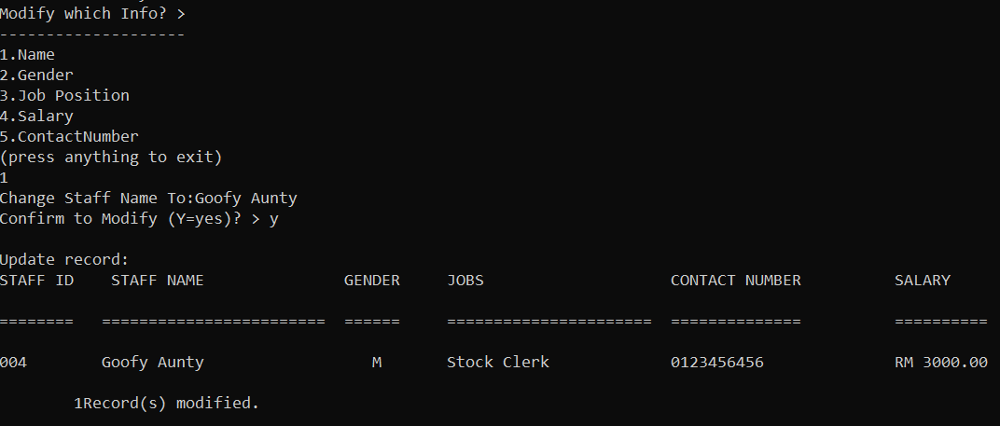 Modify which Info? >
--------------------
1.Name
2.Gender
3.Job Position
4.Salary
5.ContactNumber
(press anything to exit)
1
Change Staff Name To:Goofy Aunty
Confirm to Modify (Y=yes)? > y
Update record:
STAFF ID    STAFF NAME               GENDER     JOBS                    CONTACT NUMBER          SALARY
========   ========================  ======     ======================  ==============          ==========
004        Goofy Aunty                  M       Stock Clerk             0123456456              RM 3000.00
        1Record(s) modified.